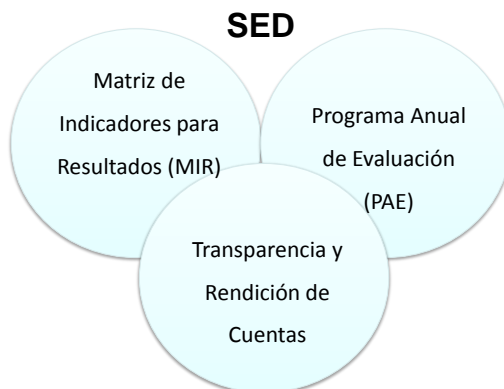 SED
Matriz de
Indicadores para
Resultados (MIR)
Programa Anual
de Evaluación
(PAE)
Transparencia y
Rendición de
Cuentas